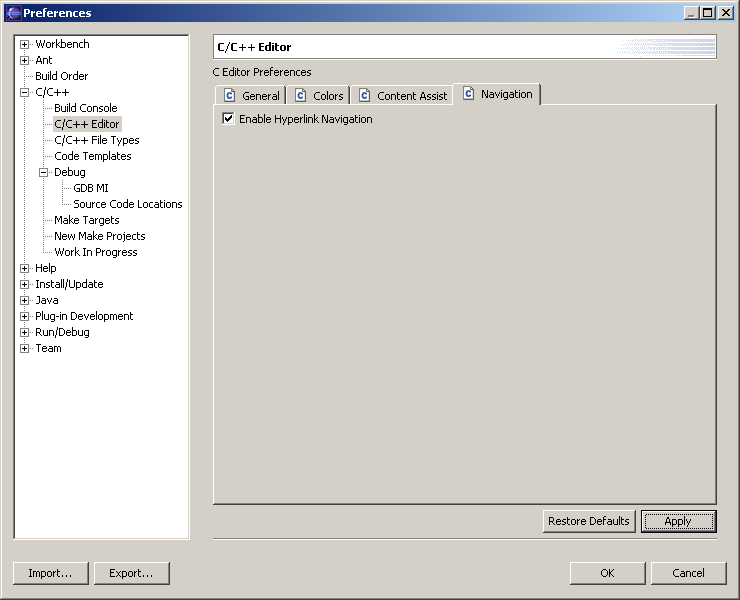 Preferences
Workbench
Ant
Build Order
C/C++
Build Console
C/C++ Editor
C/C++ File Types
Code Templates
Debug
GDB MI
Source Code Locations
Make Targets
New Make Projects
Work In Progress
Help
Install/Update
Java
Plug-in Development
Run/Debug
Team
C/C++ Editor
C Editor Preferences
C General C Colors C Content Assist C Navigation
Enable Hyperlink Navigation
Restore Defaults Apply
Import... Export... OK Cancel